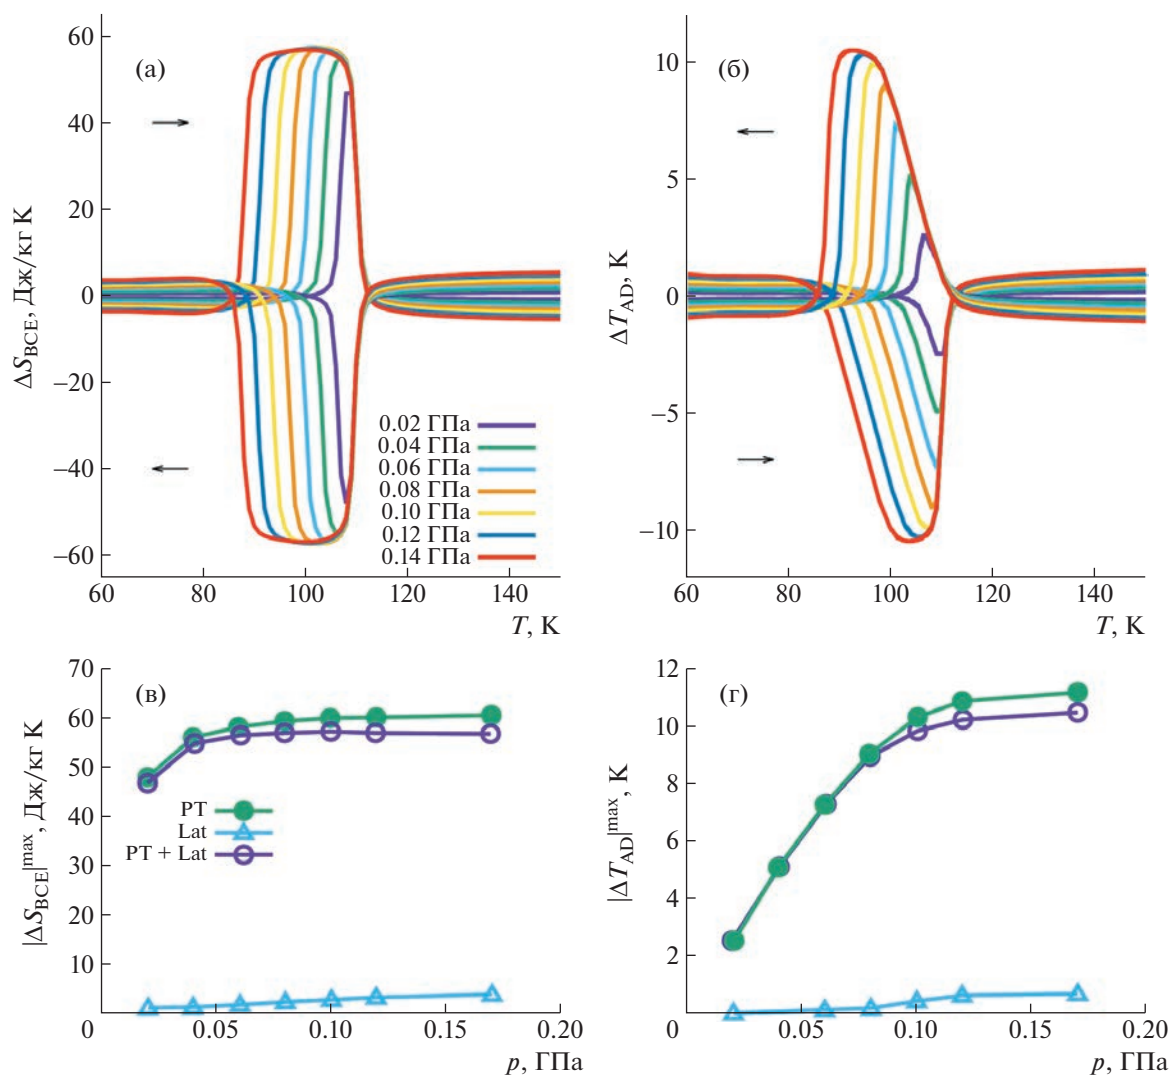 (а)
ΔS_BCE, Дж/кг К
60
40
20
0
−20
−40
−60
0.02 ГПа
0.04 ГПа
0.06 ГПа
0.08 ГПа
0.10 ГПа
0.12 ГПа
0.14 ГПа
60 80 100 120 140
T, К
(б)
ΔT_AD, К
10
5
0
−5
−10
60 80 100 120 140
T, К
(в)
|ΔS_BCE|^max, Дж/кг К
70
60
50
40
30
20
10
PT
Lat
PT + Lat
0 0.05 0.10 0.15 0.20
p, ГПа
(г)
|ΔT_AD|^max, К
12
10
8
6
4
2
0 0.05 0.10 0.15 0.20
p, ГПа